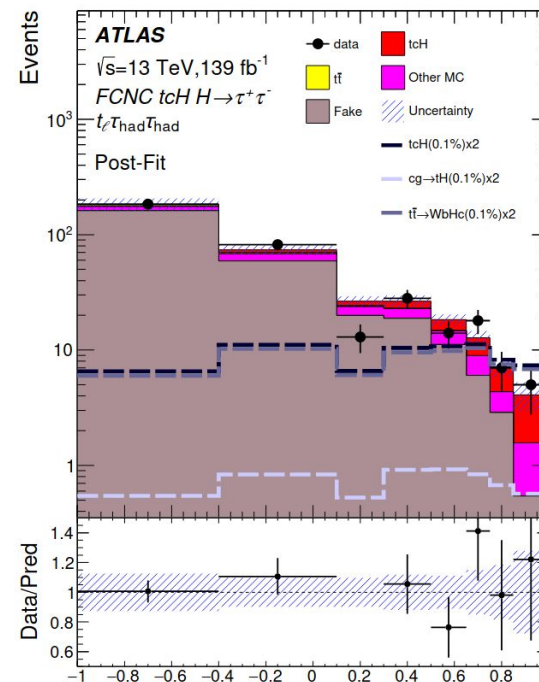 Events
ATLAS
√s=13 TeV,139 fb⁻¹
FCNC tcH H→τ⁺τ⁻
tℓτhadτhad
Post-Fit
data
tcH
tt̄
Other MC
Fake
Uncertainty
tcH(0.1%)x2
cg→tH(0.1%)x2
tt̄→WbHc(0.1%)x2
10³
10²
10
1
Data/Pred
1.4
1.2
1.0
0.8
0.6
−1 −0.8 −0.6 −0.4 −0.2 0 0.2 0.4 0.6 0.8